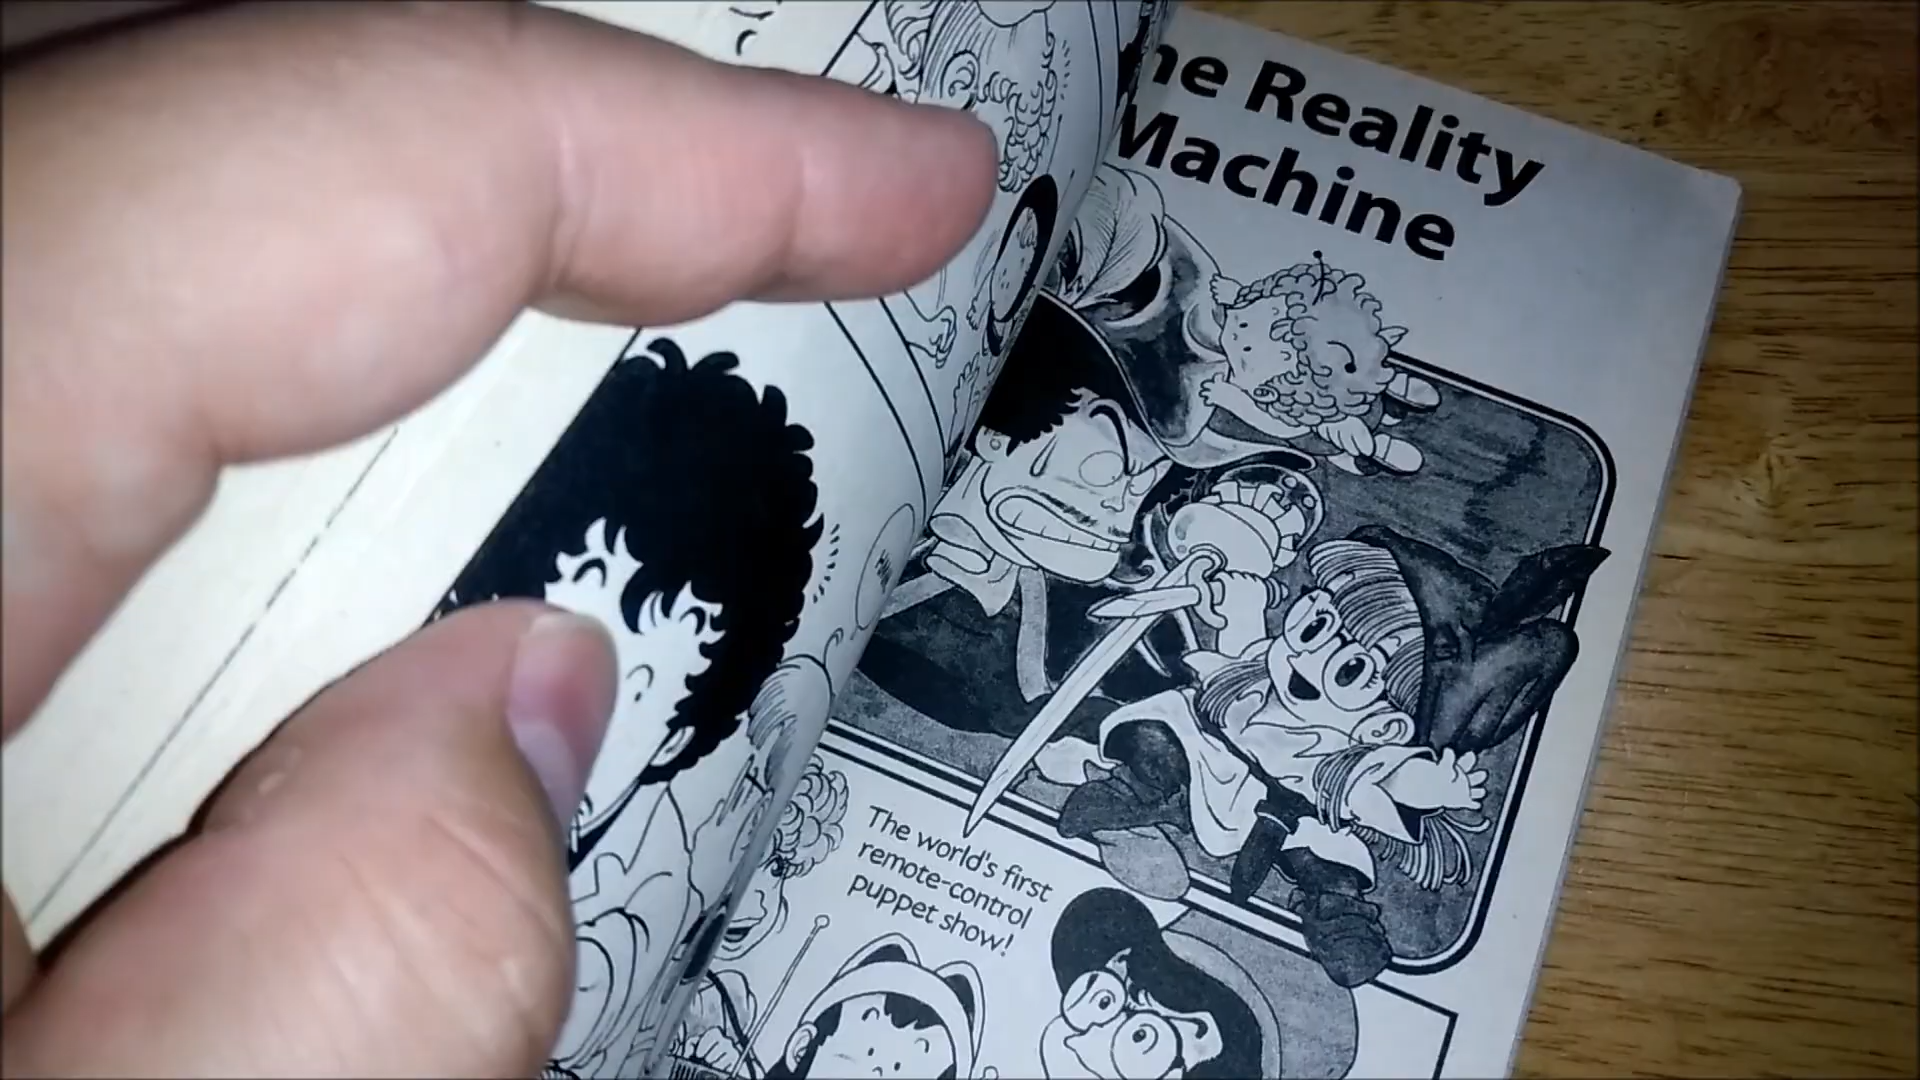 he Reality
Machine
The world's first
remote-control
puppet show!